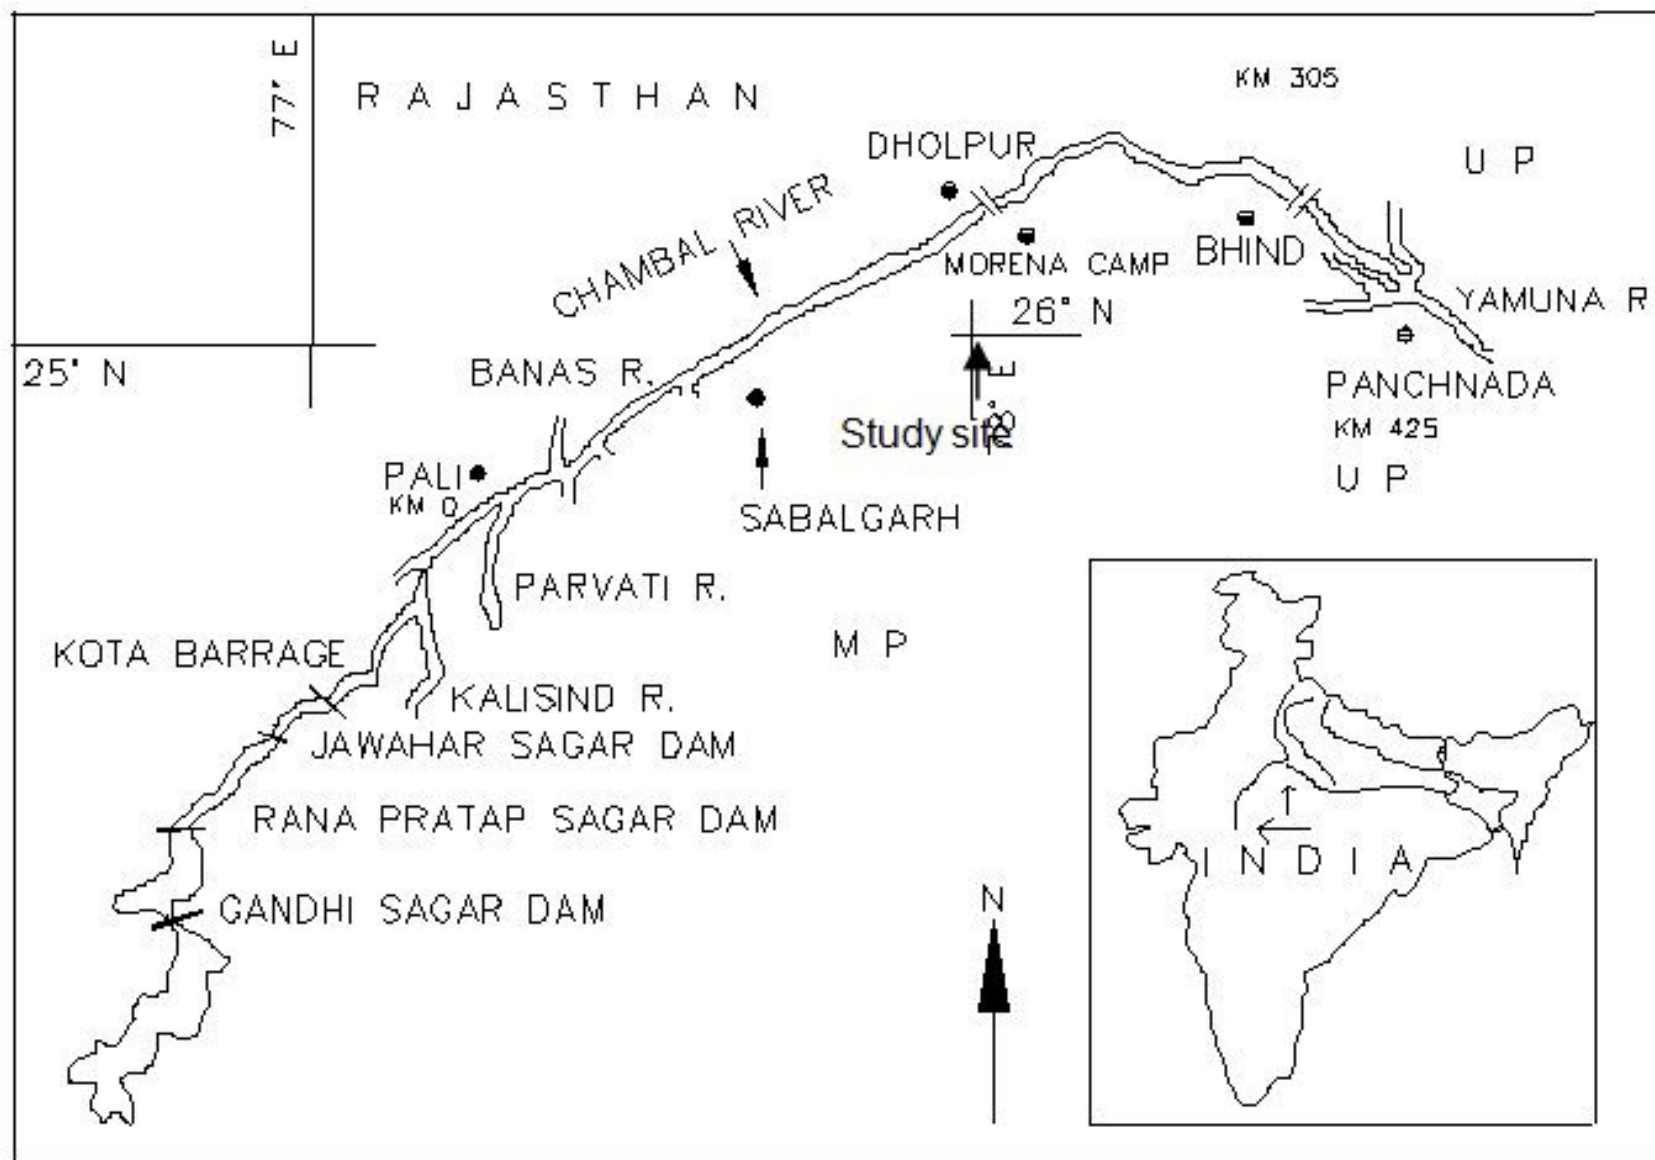 77° E
RAJASTHAN
KM 305
DHOLPUR
UP
CHAMBAL RIVER
MORENA CAMP
BHIND
26° N
YAMUNA R
25° N
BANAS R.
78° E
PANCHNADA
KM 425
Study site
UP
PALI
KM 0
SABALGARH
PARVATI R.
MP
KOTA BARRAGE
KALISIND R.
JAWAHAR SAGAR DAM
RANA PRATAP SAGAR DAM
INDIA
N
GANDHI SAGAR DAM